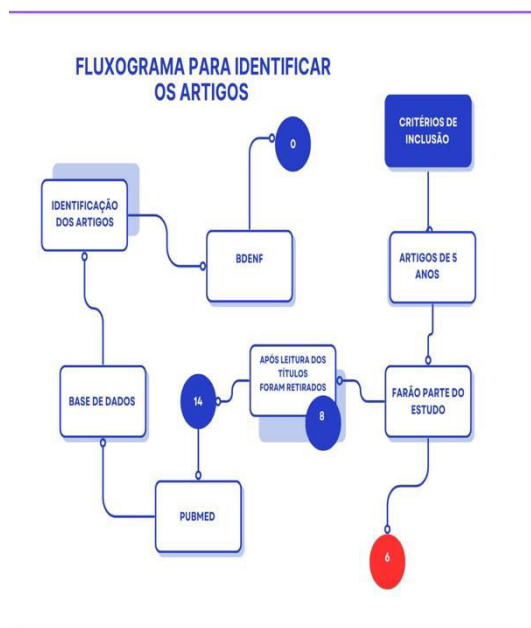 FLUXOGRAMA PARA IDENTIFICAR
OS ARTIGOS
CRITÉRIOS DE
INCLUSÃO
0
IDENTIFICAÇÃO
DOS ARTIGOS
BDENF
ARTIGOS DE 5
ANOS
APÓS LEITURA DOS
TÍTULOS
FORAM RETIRADOS
8
BASE DE DADOS
14
FARÃO PARTE DO
ESTUDO
PUBMED
6